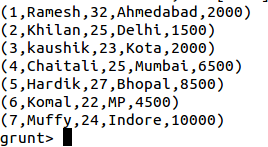 (1,Ramesh,32,Ahmedabad,2000)
(2,Khilan,25,Delhi,1500)
(3,kaushik,23,Kota,2000)
(4,Chaitali,25,Mumbai,6500)
(5,Hardik,27,Bhopal,8500)
(6,Komal,22,MP,4500)
(7,Muffy,24,Indore,10000)
grunt>